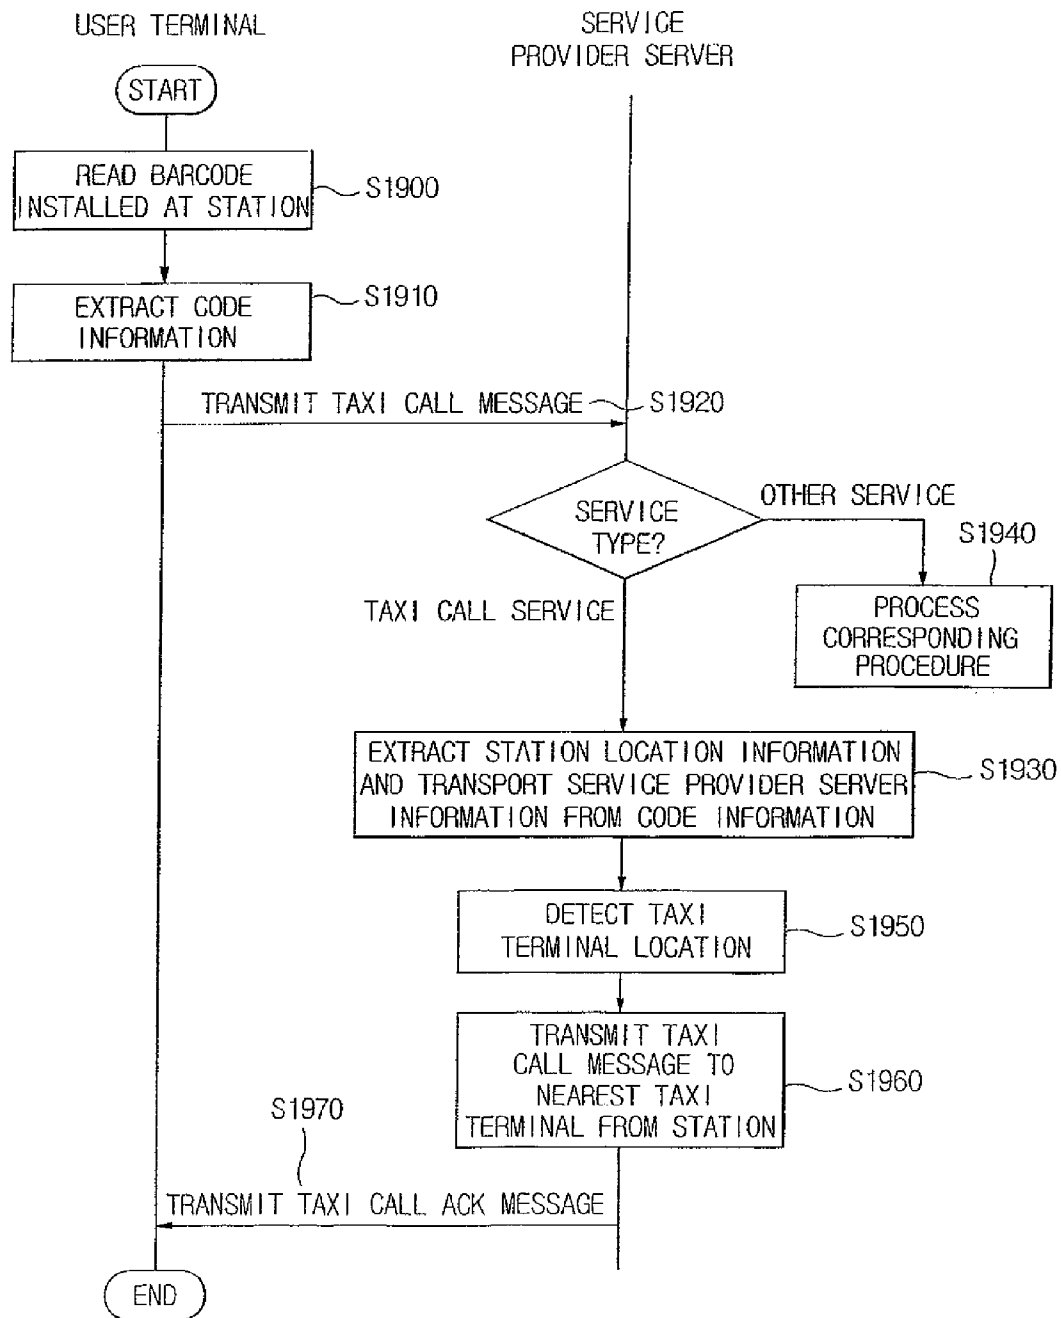 USER TERMINAL
SERVICE
PROVIDER SERVER
START
READ BARCODE
INSTALLED AT STATION
S1900
EXTRACT CODE
INFORMATION
S1910
TRANSMIT TAXI CALL MESSAGE
S1920
SERVICE
TYPE?
OTHER SERVICE
S1940
PROCESS
CORRESPONDING
PROCEDURE
TAXI CALL SERVICE
EXTRACT STATION LOCATION INFORMATION
AND TRANSPORT SERVICE PROVIDER SERVER
INFORMATION FROM CODE INFORMATION
S1930
DETECT TAXI
TERMINAL LOCATION
S1950
TRANSMIT TAXI
CALL MESSAGE TO
NEAREST TAXI
TERMINAL FROM STATION
S1960
S1970
TRANSMIT TAXI CALL ACK MESSAGE
END